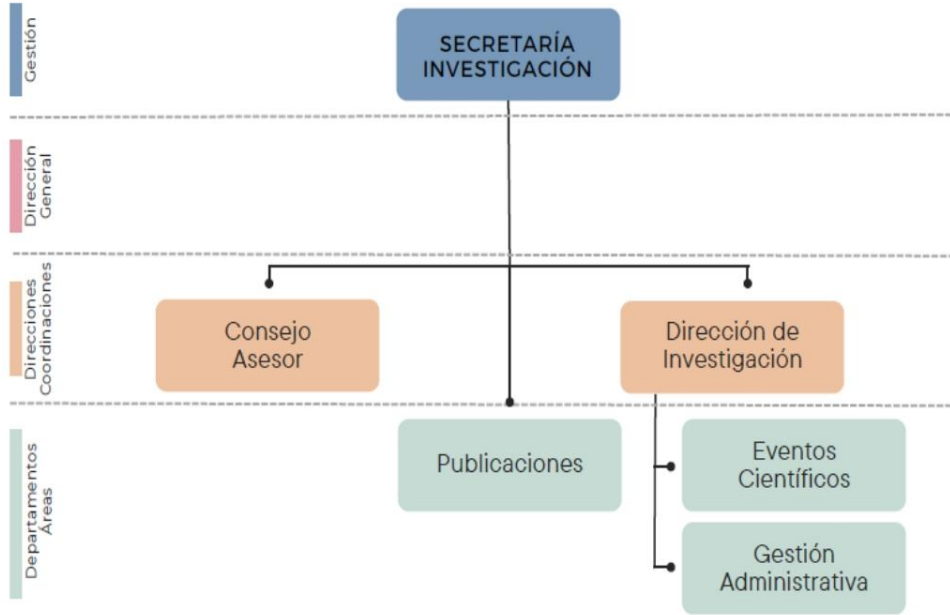 Gestión
SECRETARÍA
INVESTIGACIÓN
Dirección
General
Direcciones
Coordinaciones
Consejo
Asesor
Dirección de
Investigación
Departamentos
Áreas
Publicaciones
Eventos
Científicos
Gestión
Administrativa